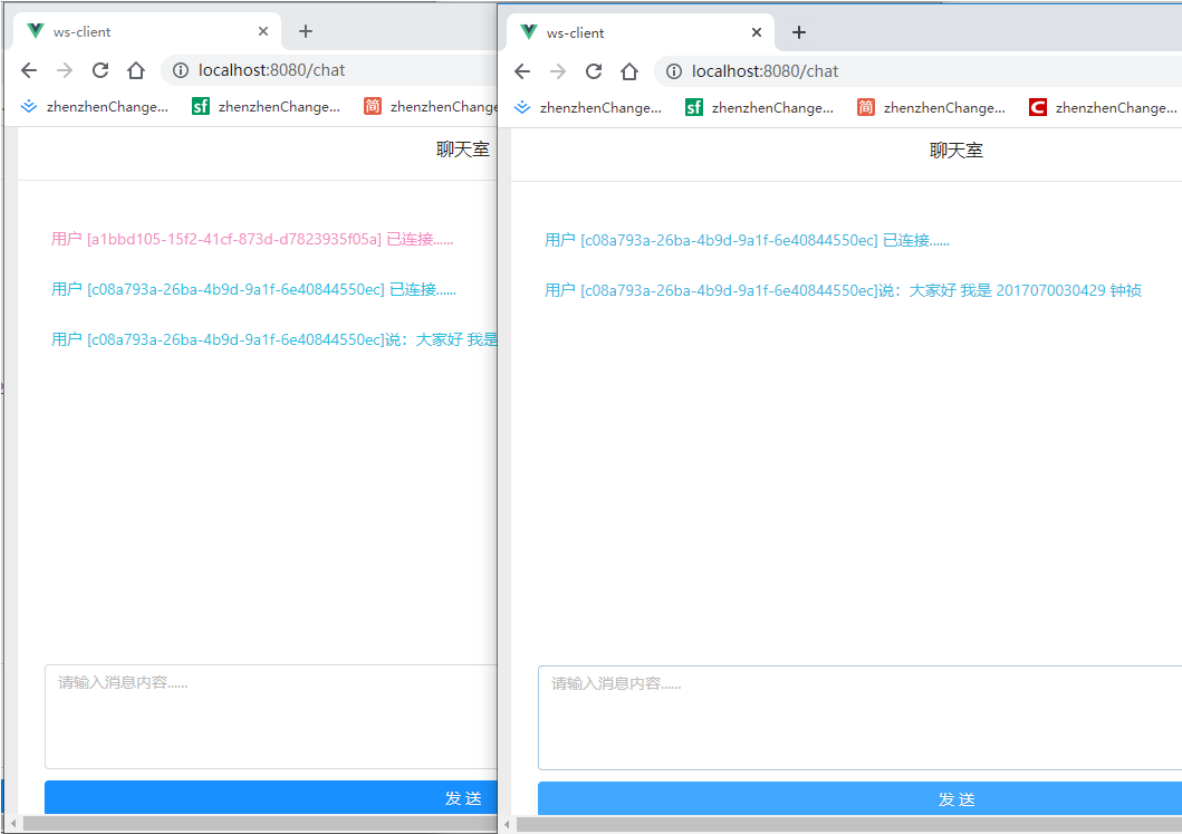 ws-client
localhost:8080/chat
zhenzhenChange... sf zhenzhenChange... 简 zhenzhenChange
聊天室
用户 [a1bbd105-15f2-41cf-873d-d7823935f05a] 已连接......
用户 [c08a793a-26ba-4b9d-9a1f-6e40844550ec] 已连接......
用户 [c08a793a-26ba-4b9d-9a1f-6e40844550ec]说：大家好 我是
请输入消息内容......
发 送
ws-client
localhost:8080/chat
zhenzhenChange... sf zhenzhenChange... 简 zhenzhenChange... C zhenzhenChange...
聊天室
用户 [c08a793a-26ba-4b9d-9a1f-6e40844550ec] 已连接......
用户 [c08a793a-26ba-4b9d-9a1f-6e40844550ec]说：大家好 我是 2017070030429 钟祯
请输入消息内容......
发 送